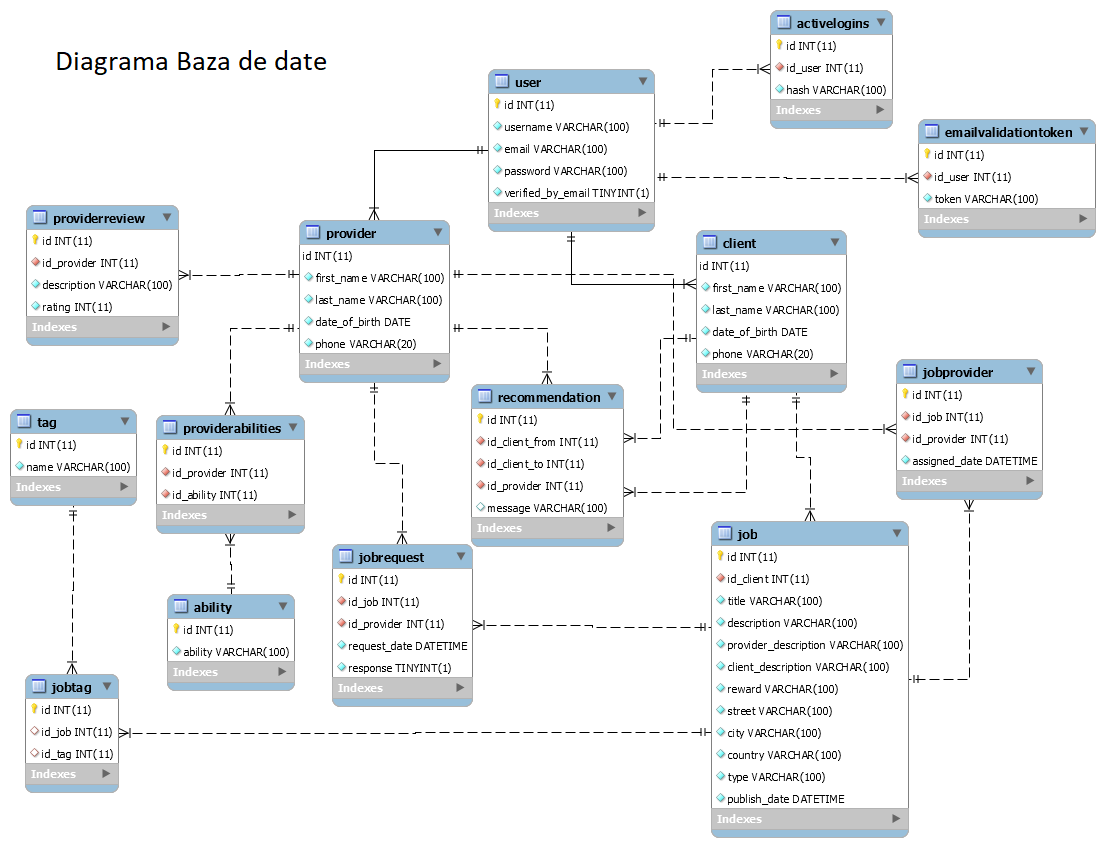 Diagrama Baza de date
activelogins
id INT(11)
id_user INT(11)
hash VARCHAR(100)
Indexes
user
id INT(11)
username VARCHAR(100)
email VARCHAR(100)
password VARCHAR(100)
verified_by_email TINYINT(1)
Indexes
emailvalidationtoken
id INT(11)
id_user INT(11)
token VARCHAR(100)
Indexes
providerreview
id INT(11)
id_provider INT(11)
description VARCHAR(100)
rating INT(11)
Indexes
provider
id INT(11)
first_name VARCHAR(100)
last_name VARCHAR(100)
date_of_birth DATE
phone VARCHAR(20)
Indexes
client
id INT(11)
first_name VARCHAR(100)
last_name VARCHAR(100)
date_of_birth DATE
phone VARCHAR(20)
Indexes
jobprovider
id INT(11)
id_job INT(11)
id_provider INT(11)
assigned_date DATETIME
Indexes
recommendation
id INT(11)
id_client_from INT(11)
id_client_to INT(11)
id_provider INT(11)
message VARCHAR(100)
Indexes
tag
id INT(11)
name VARCHAR(100)
Indexes
providerabilities
id INT(11)
id_provider INT(11)
id_ability INT(11)
Indexes
jobrequest
id INT(11)
id_job INT(11)
id_provider INT(11)
request_date DATETIME
response TINYINT(1)
Indexes
job
id INT(11)
id_client INT(11)
title VARCHAR(100)
description VARCHAR(100)
provider_description VARCHAR(100)
client_description VARCHAR(100)
reward VARCHAR(100)
street VARCHAR(100)
city VARCHAR(100)
country VARCHAR(100)
type VARCHAR(100)
publish_date DATETIME
Indexes
ability
id INT(11)
ability VARCHAR(100)
Indexes
jobtag
id INT(11)
id_job INT(11)
id_tag INT(11)
Indexes